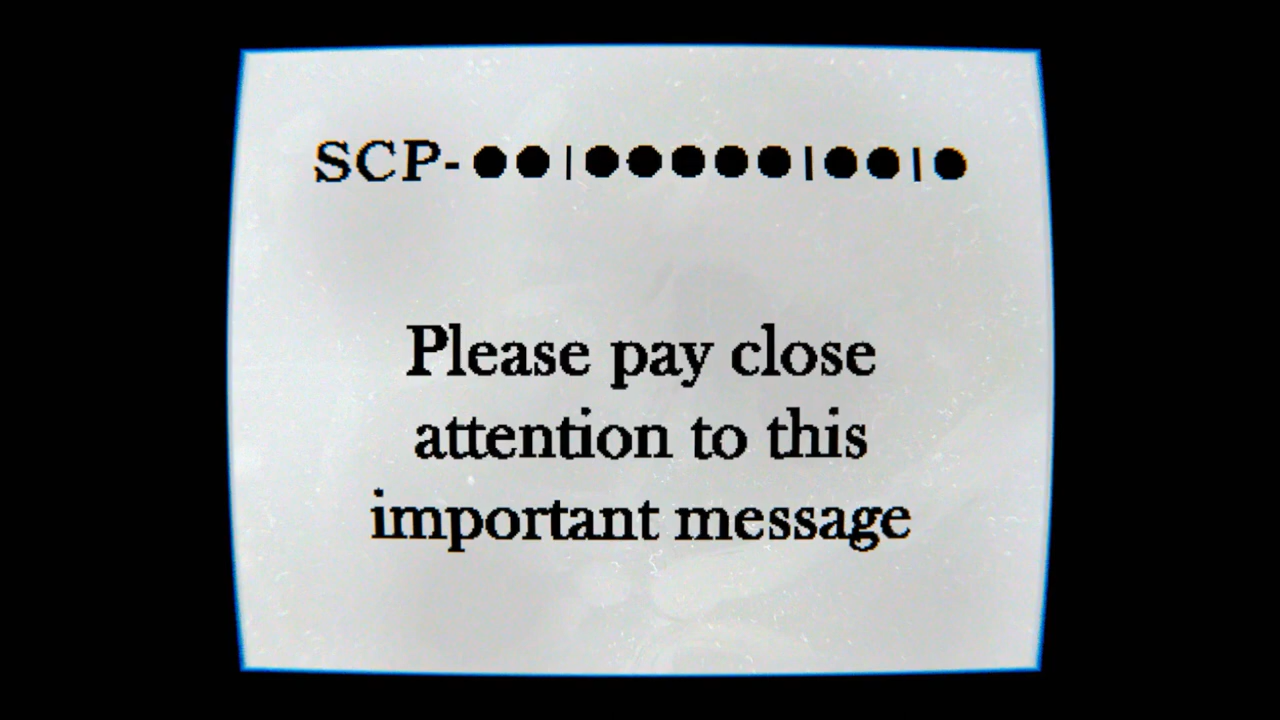 SCP-●●|●●●●●|●●|●
Please pay close
attention to this
important message